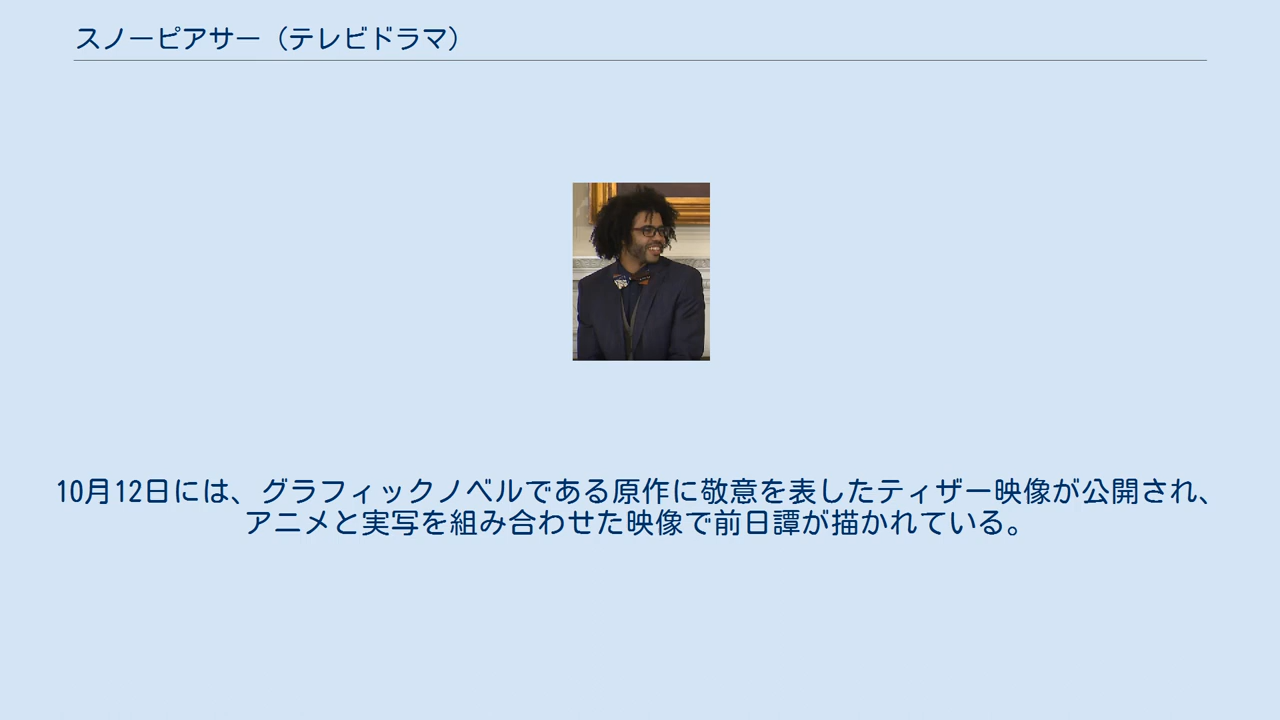 スノーピアサー（テレビドラマ）
10月12日には、グラフィックノベルである原作に敬意を表したティザー映像が公開され、
アニメと実写を組み合わせた映像で前日譚が描かれている。